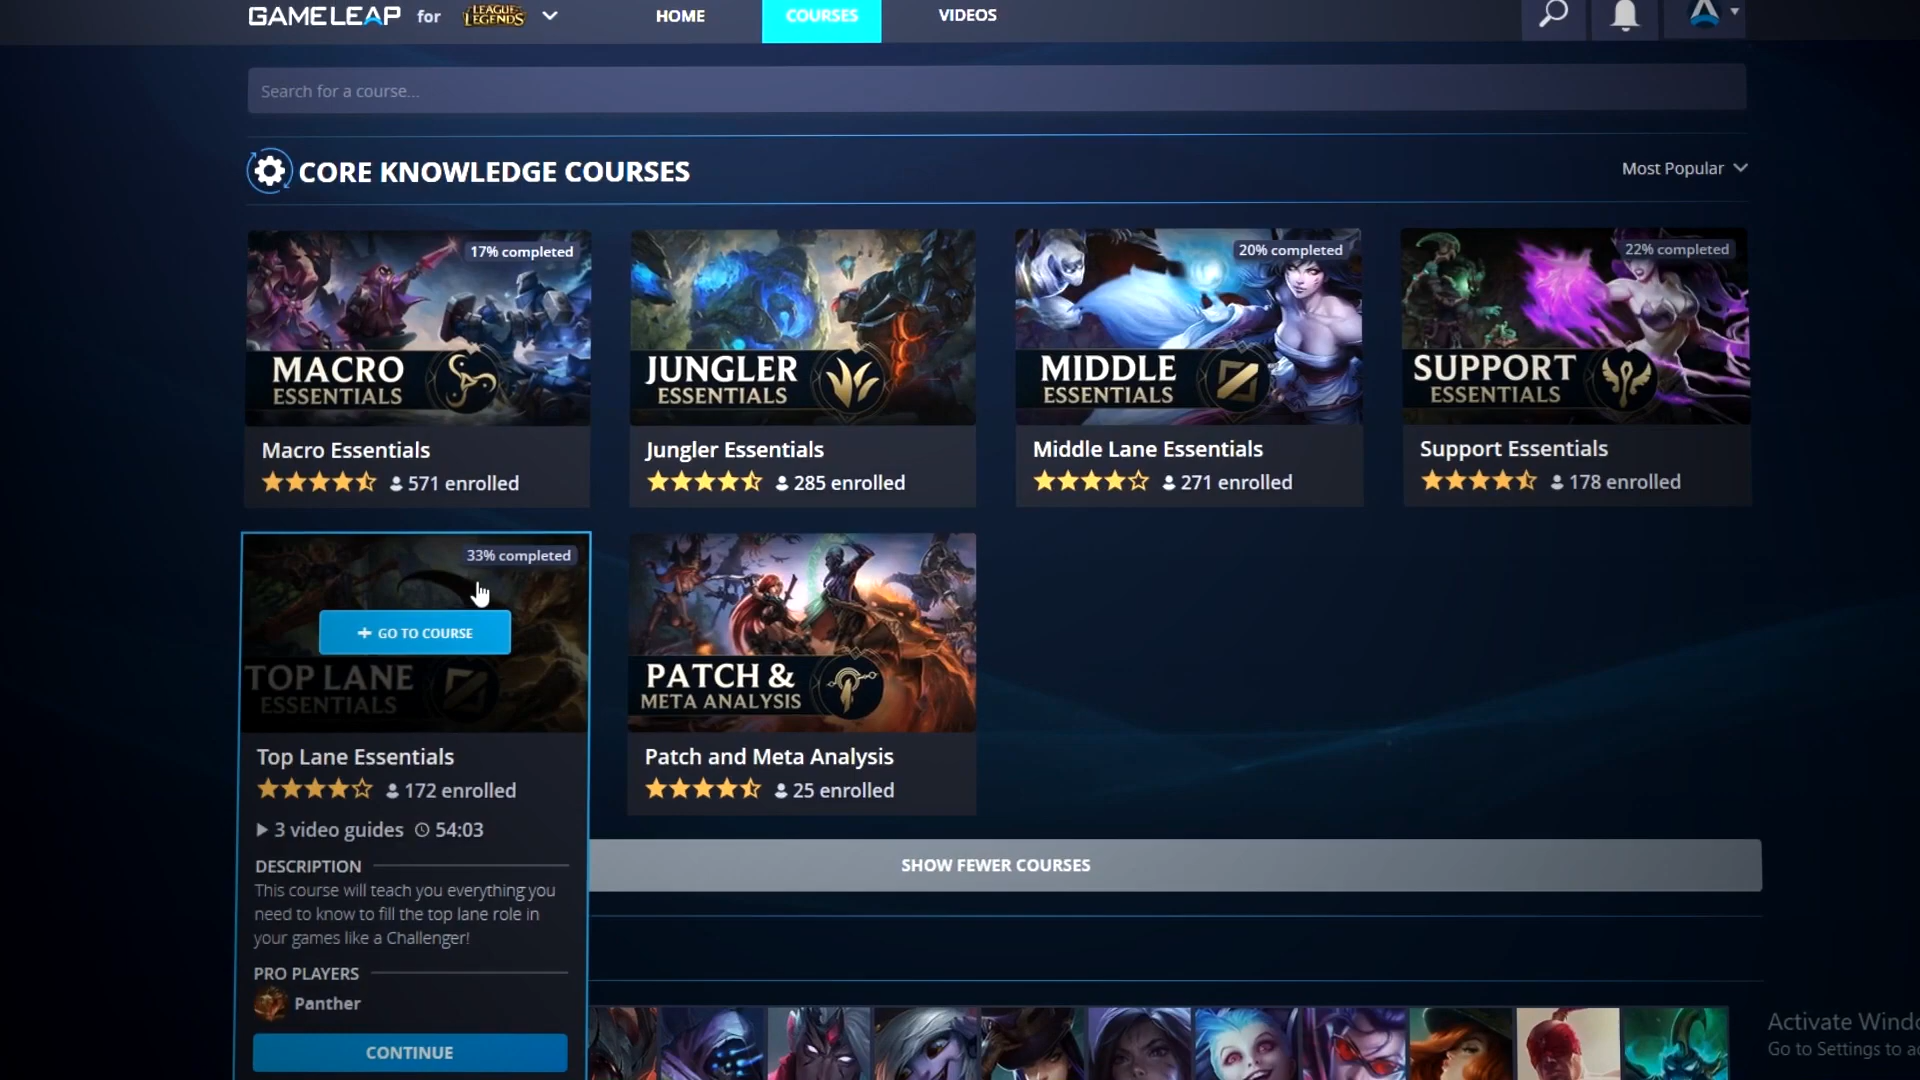 GAMELEAP for LEAGUE LEGENDS
HOME
COURSES
VIDEOS
Search for a course...
CORE KNOWLEDGE COURSES
Most Popular
17% completed
MACRO
ESSENTIALS
Macro Essentials
571 enrolled
JUNGLER
ESSENTIALS
Jungler Essentials
285 enrolled
20% completed
MIDDLE
ESSENTIALS
Middle Lane Essentials
271 enrolled
22% completed
SUPPORT
ESSENTIALS
Support Essentials
178 enrolled
33% completed
+ GO TO COURSE
TOP LANE
ESSENTIALS
Top Lane Essentials
172 enrolled
3 video guides 54:03
DESCRIPTION
This course will teach you everything you
need to know to fill the top lane role in
your games like a Challenger!
PRO PLAYERS
Panther
CONTINUE
PATCH &
META ANALYSIS
Patch and Meta Analysis
25 enrolled
SHOW FEWER COURSES
Activate Windo
Go to Settings to ac